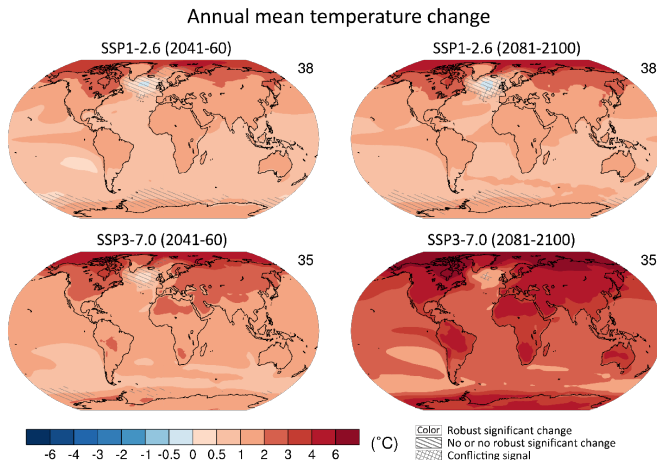 Annual mean temperature change
SSP1-2.6 (2041-60)
38
SSP1-2.6 (2081-2100)
38
SSP3-7.0 (2041-60)
35
SSP3-7.0 (2081-2100)
35
-6 -4 -3 -2 -1 -0.5 0 0.5 1 2 3 4 6 (°C)
Color Robust significant change
No or no robust significant change
Conflicting signal